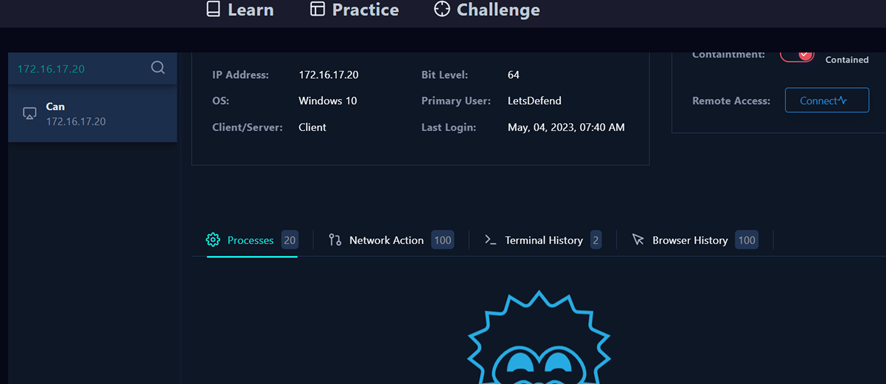 Learn Practice Challenge
172.16.17.20
Can
172.16.17.20
IP Address: 172.16.17.20 Bit Level: 64
OS: Windows 10 Primary User: LetsDefend
Client/Server: Client Last Login: May, 04, 2023, 07:40 AM
Containtment: Contained
Remote Access: Connect
Processes 20 Network Action 100 Terminal History 2 Browser History 100